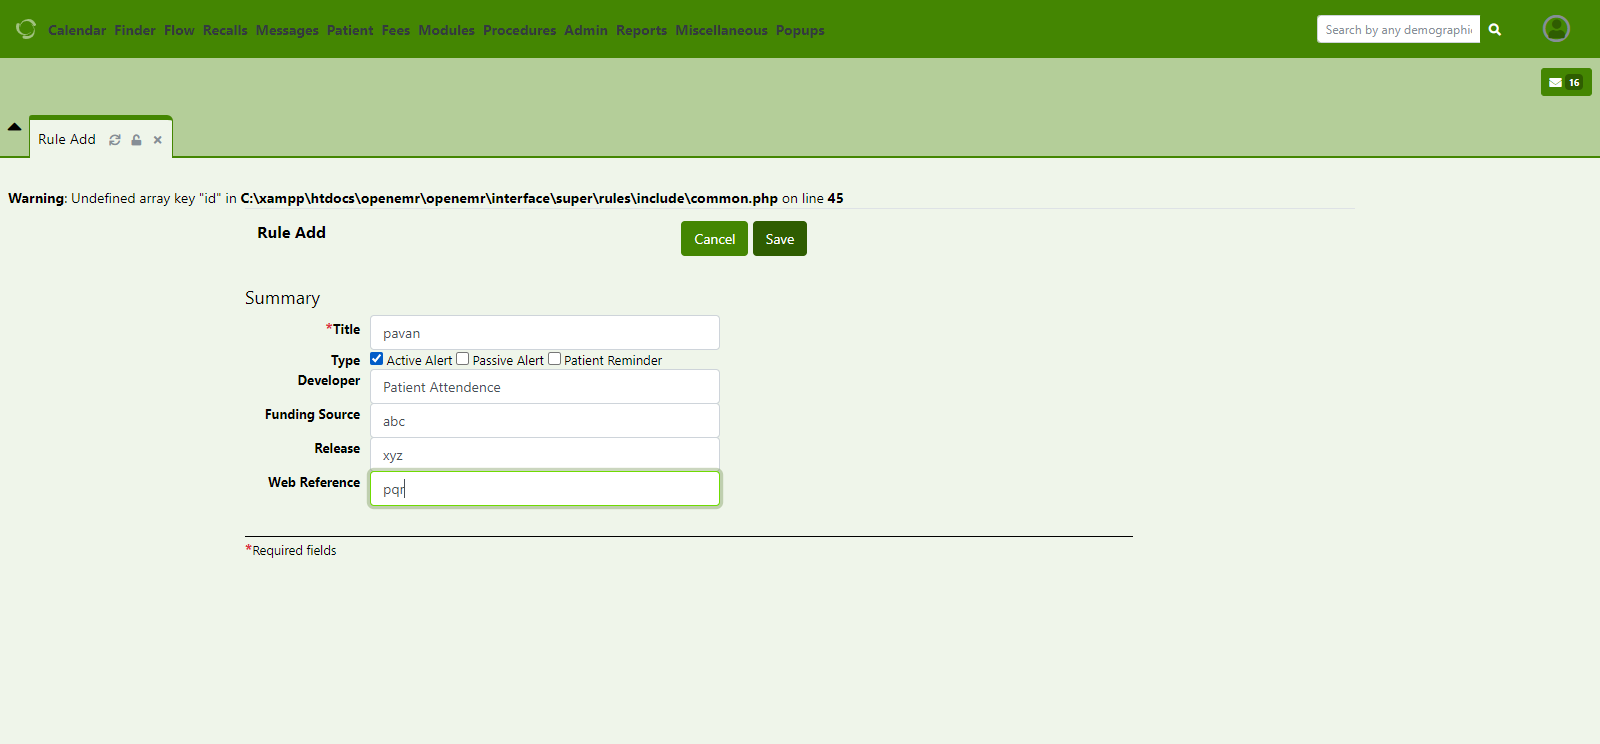 Calendar Finder Flow Recalls Messages Patient Fees Modules Procedures Admin Reports Miscellaneous Popups
Search by any demographi
16
Rule Add
Warning: Undefined array key "id" in C:\xampp\htdocs\openemr\openemr\interface\super\rules\include\common.php on line 45
Rule Add
Cancel
Save
Summary
*Title
pavan
Type
Active Alert Passive Alert Patient Reminder
Developer
Patient Attendence
Funding Source
abc
Release
xyz
Web Reference
pqr
*Required fields